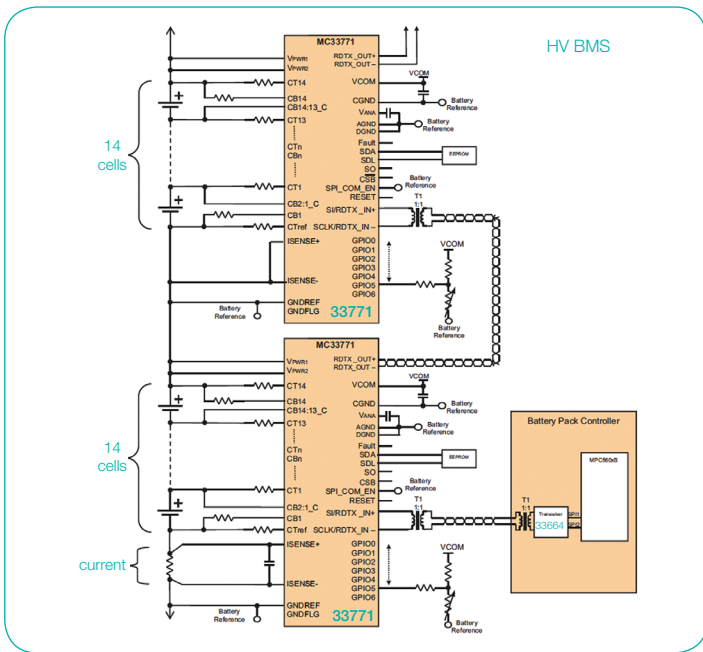 HV BMS
MC33771
VPWR1
VPWR2
CT14
CB14
CB14:13_C
CT13
CTn
CBn
CT1
CB2:1_C
CB1
CTref
ISENSE+
ISENSE-
GNDREF
GNDFLG
RDTX_OUT+
RDTX_OUT–
VCOM
CGND
VANA
AGND
DGND
Fault
SDA
SDL
SO
CSB
SPI_COM_EN
RESET
SI/RDTX_IN+
SCLK/RDTX_IN –
GPIO0
GPIO1
GPIO2
GPIO3
GPIO4
GPIO5
GPIO6
33771
14
cells
VCOM
Battery
Reference
Battery
Reference
EEPROM
Battery
Reference
T1
1:1
VCOM
Battery
Reference
Battery
Reference
MC33771
VPWR1
VPWR2
CT14
CB14
CB14:13_C
CT13
CTn
CBn
CT1
CB2:1_C
CB1
CTref
ISENSE+
ISENSE-
GNDREF
GNDFLG
RDTX_OUT+
RDTX_OUT–
VCOM
CGND
VANA
AGND
DGND
Fault
SDA
SDL
SO
CSB
SPI_COM_EN
RESET
SI/RDTX_IN+
SCLK/RDTX_IN –
GPIO0
GPIO1
GPIO2
GPIO3
GPIO4
GPIO5
GPIO6
33771
14
cells
current
VCOM
Battery
Reference
Battery
Reference
EEPROM
Battery
Reference
T1
1:1
VCOM
Battery
Reference
Battery
Reference
Battery Pack Controller
MPC560xB
T1
1:1
Transceiver
33664
SPI1
SPI2